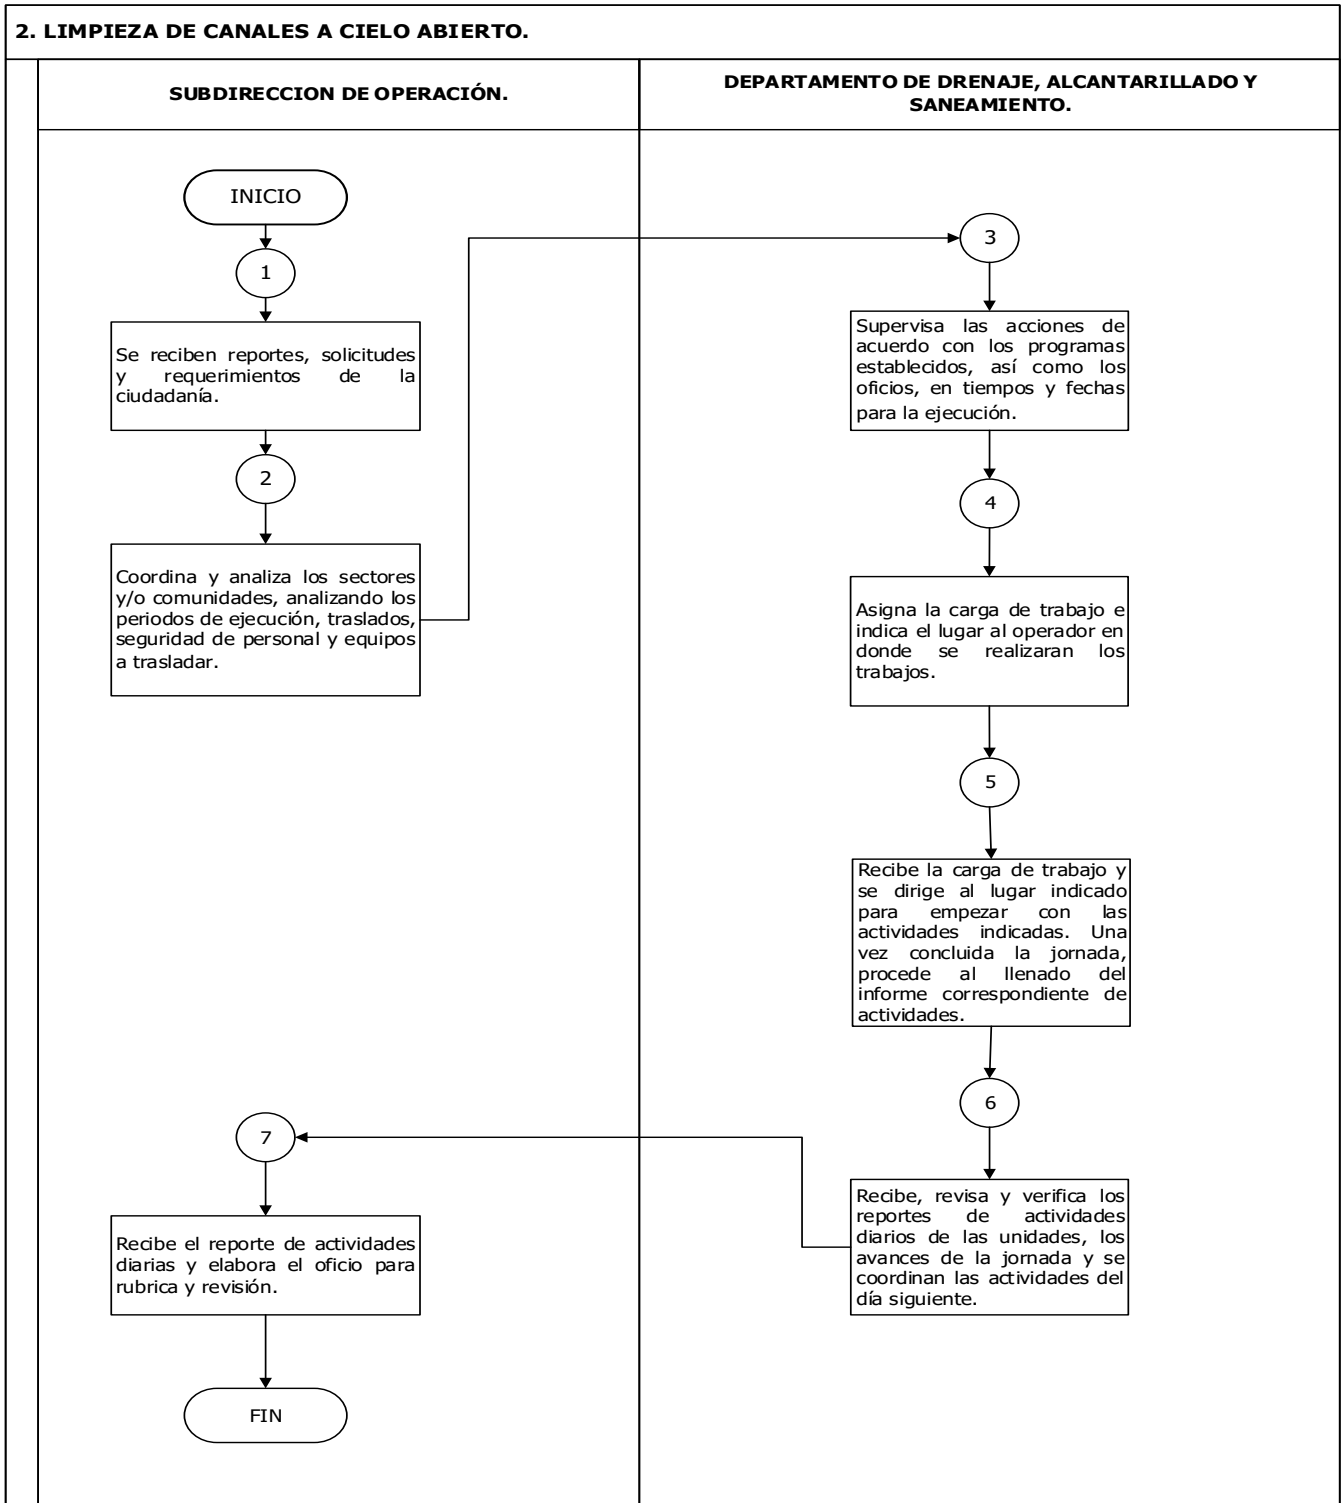 2. LIMPIEZA DE CANALES A CIELO ABIERTO.
SUBDIRECCION DE OPERACIÓN.
DEPARTAMENTO DE DRENAJE, ALCANTARILLADO Y
SANEAMIENTO.
INICIO
1
Se reciben reportes, solicitudes
y requerimientos de la
ciudadanía.
2
Coordina y analiza los sectores
y/o comunidades, analizando los
periodos de ejecución, traslados,
seguridad de personal y equipos
a trasladar.
3
Supervisa las acciones de
acuerdo con los programas
establecidos, así como los
oficios, en tiempos y fechas
para la ejecución.
4
Asigna la carga de trabajo e
indica el lugar al operador en
donde se realizaran los
trabajos.
5
Recibe la carga de trabajo y
se dirige al lugar indicado
para empezar con las
actividades indicadas. Una
vez concluida la jornada,
procede al llenado del
informe correspondiente de
actividades.
6
Recibe, revisa y verifica los
reportes de actividades
diarios de las unidades, los
avances de la jornada y se
coordinan las actividades del
día siguiente.
7
Recibe el reporte de actividades
diarias y elabora el oficio para
rubrica y revisión.
FIN